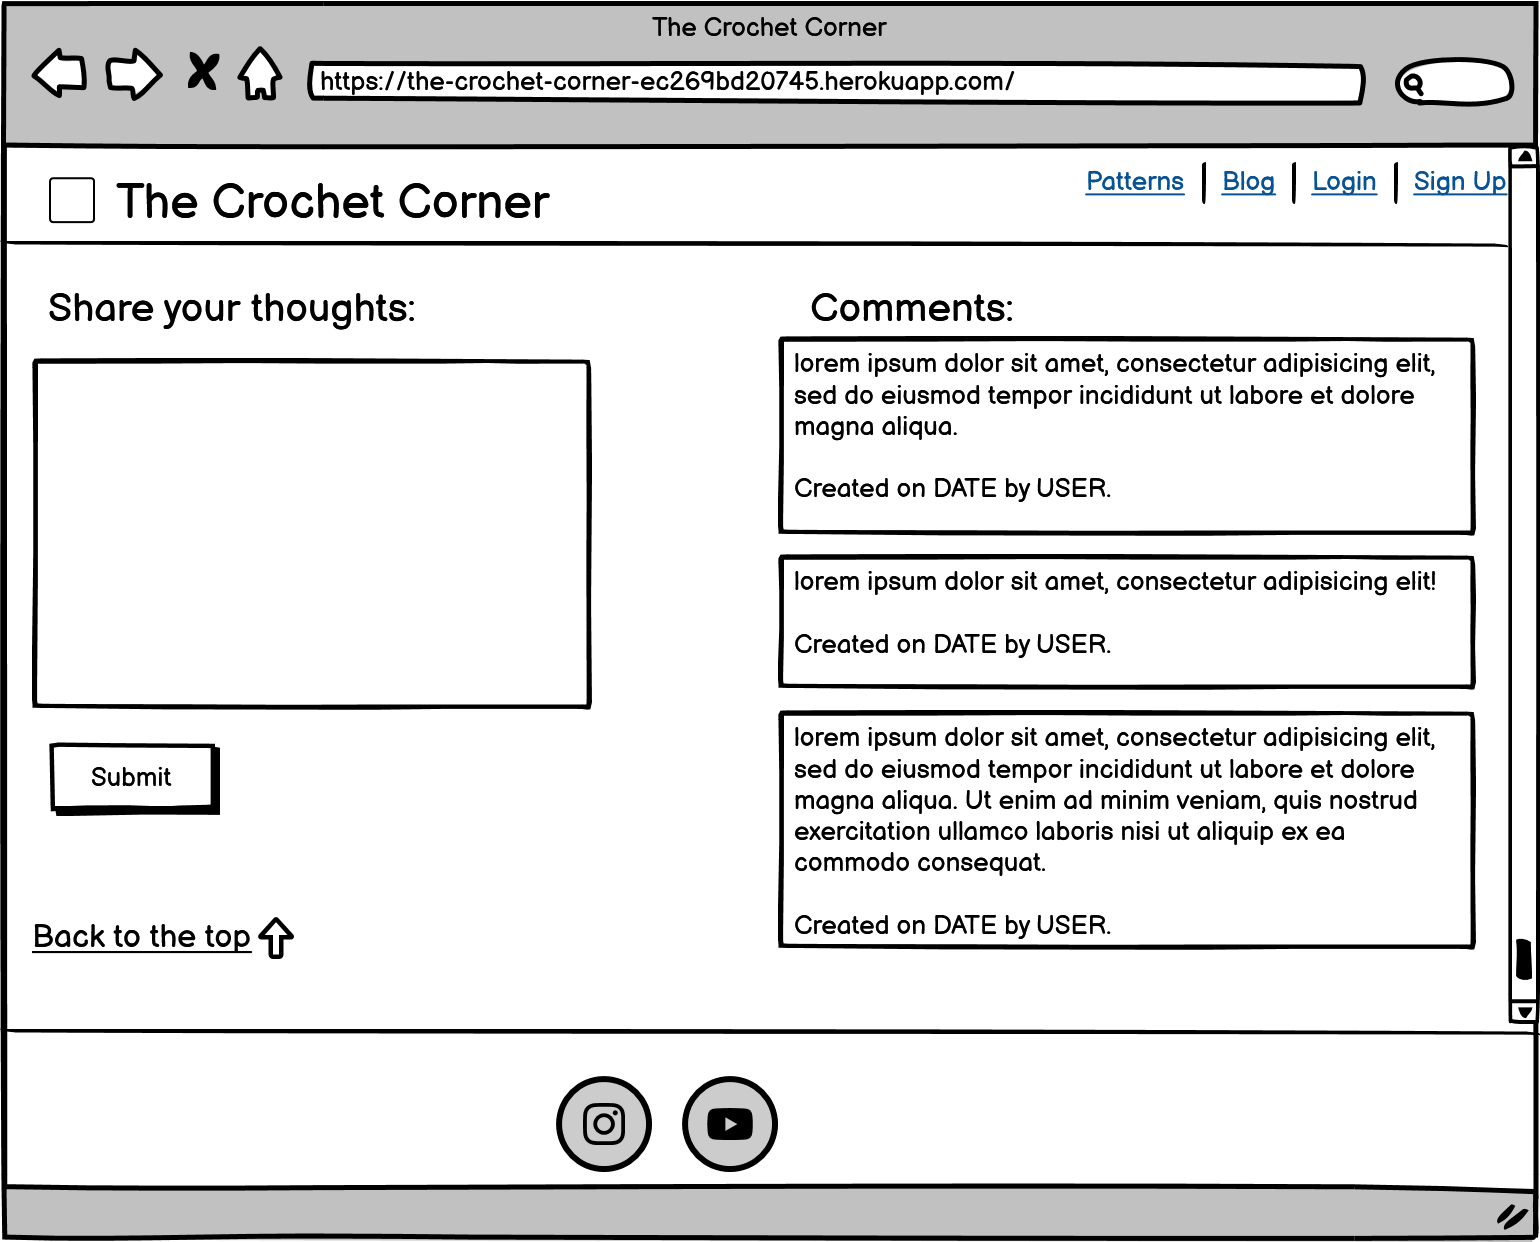 The Crochet Corner
https://the-crochet-corner-ec269bd20745.herokuapp.com/
The Crochet Corner
Patterns
Blog
Login
Sign Up
Share your thoughts:
Submit
Back to the top
Comments:
lorem ipsum dolor sit amet, consectetur adipisicing elit,
sed do eiusmod tempor incididunt ut labore et dolore
magna aliqua.
Created on DATE by USER.
lorem ipsum dolor sit amet, consectetur adipisicing elit!
Created on DATE by USER.
lorem ipsum dolor sit amet, consectetur adipisicing elit,
sed do eiusmod tempor incididunt ut labore et dolore
magna aliqua. Ut enim ad minim veniam, quis nostrud
exercitation ullamco laboris nisi ut aliquip ex ea
commodo consequat.
Created on DATE by USER.